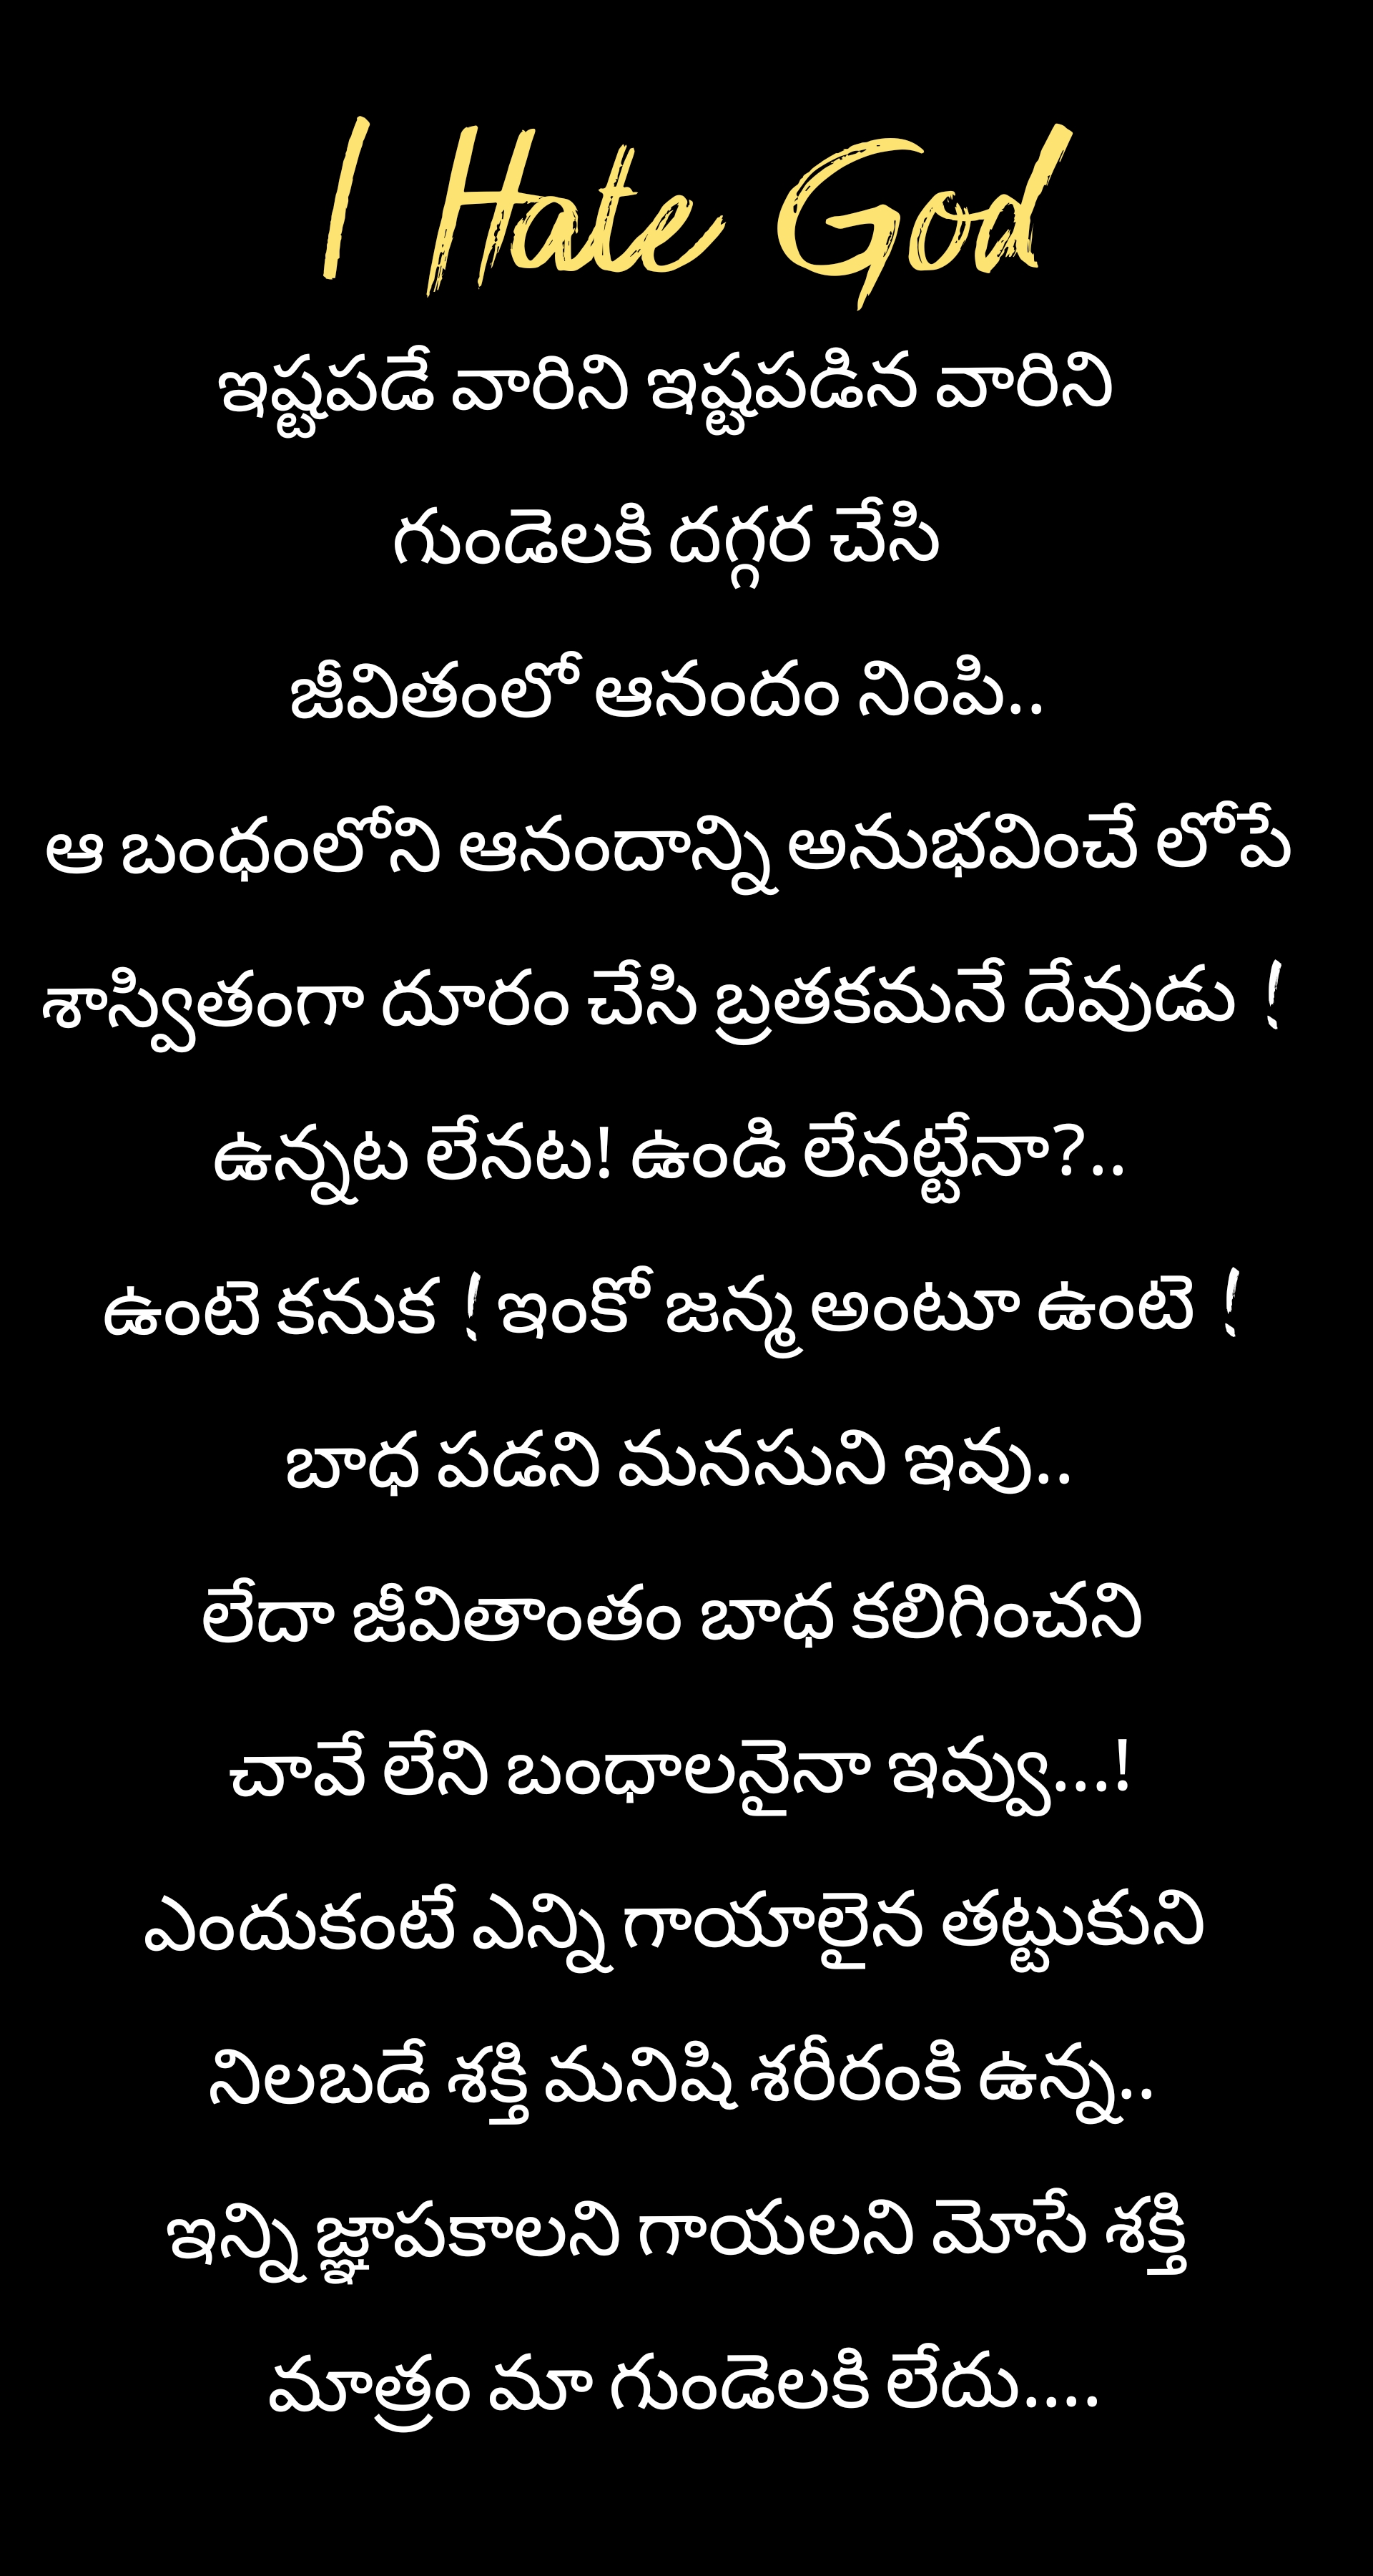 I Hate God
ఇష్టపడే వారిని ఇష్టపడిన వారిని
గుండెలకి దగ్గర చేసి
జీవితంలో ఆనందం నింపి..
ఆ బంధంలోని ఆనందాన్ని అనుభవించే లోపే
శాస్వితంగా దూరం చేసి బ్రతకమనే దేవుడు !
ఉన్నట లేనట! ఉండి లేనట్టేనా?..
ఉంటె కనుక ! ఇంకో జన్మ అంటూ ఉంటె !
బాధ పడని మనసుని ఇవు..
లేదా జీవితాంతం బాధ కలిగించని
చావే లేని బంధాలనైనా ఇవ్వు...!
ఎందుకంటే ఎన్ని గాయాలైన తట్టుకుని
నిలబడే శక్తి మనిషి శరీరంకి ఉన్న..
ఇన్ని జ్ఞాపకాలని గాయలని మోసే శక్తి
మాత్రం మా గుండెలకి లేదు....